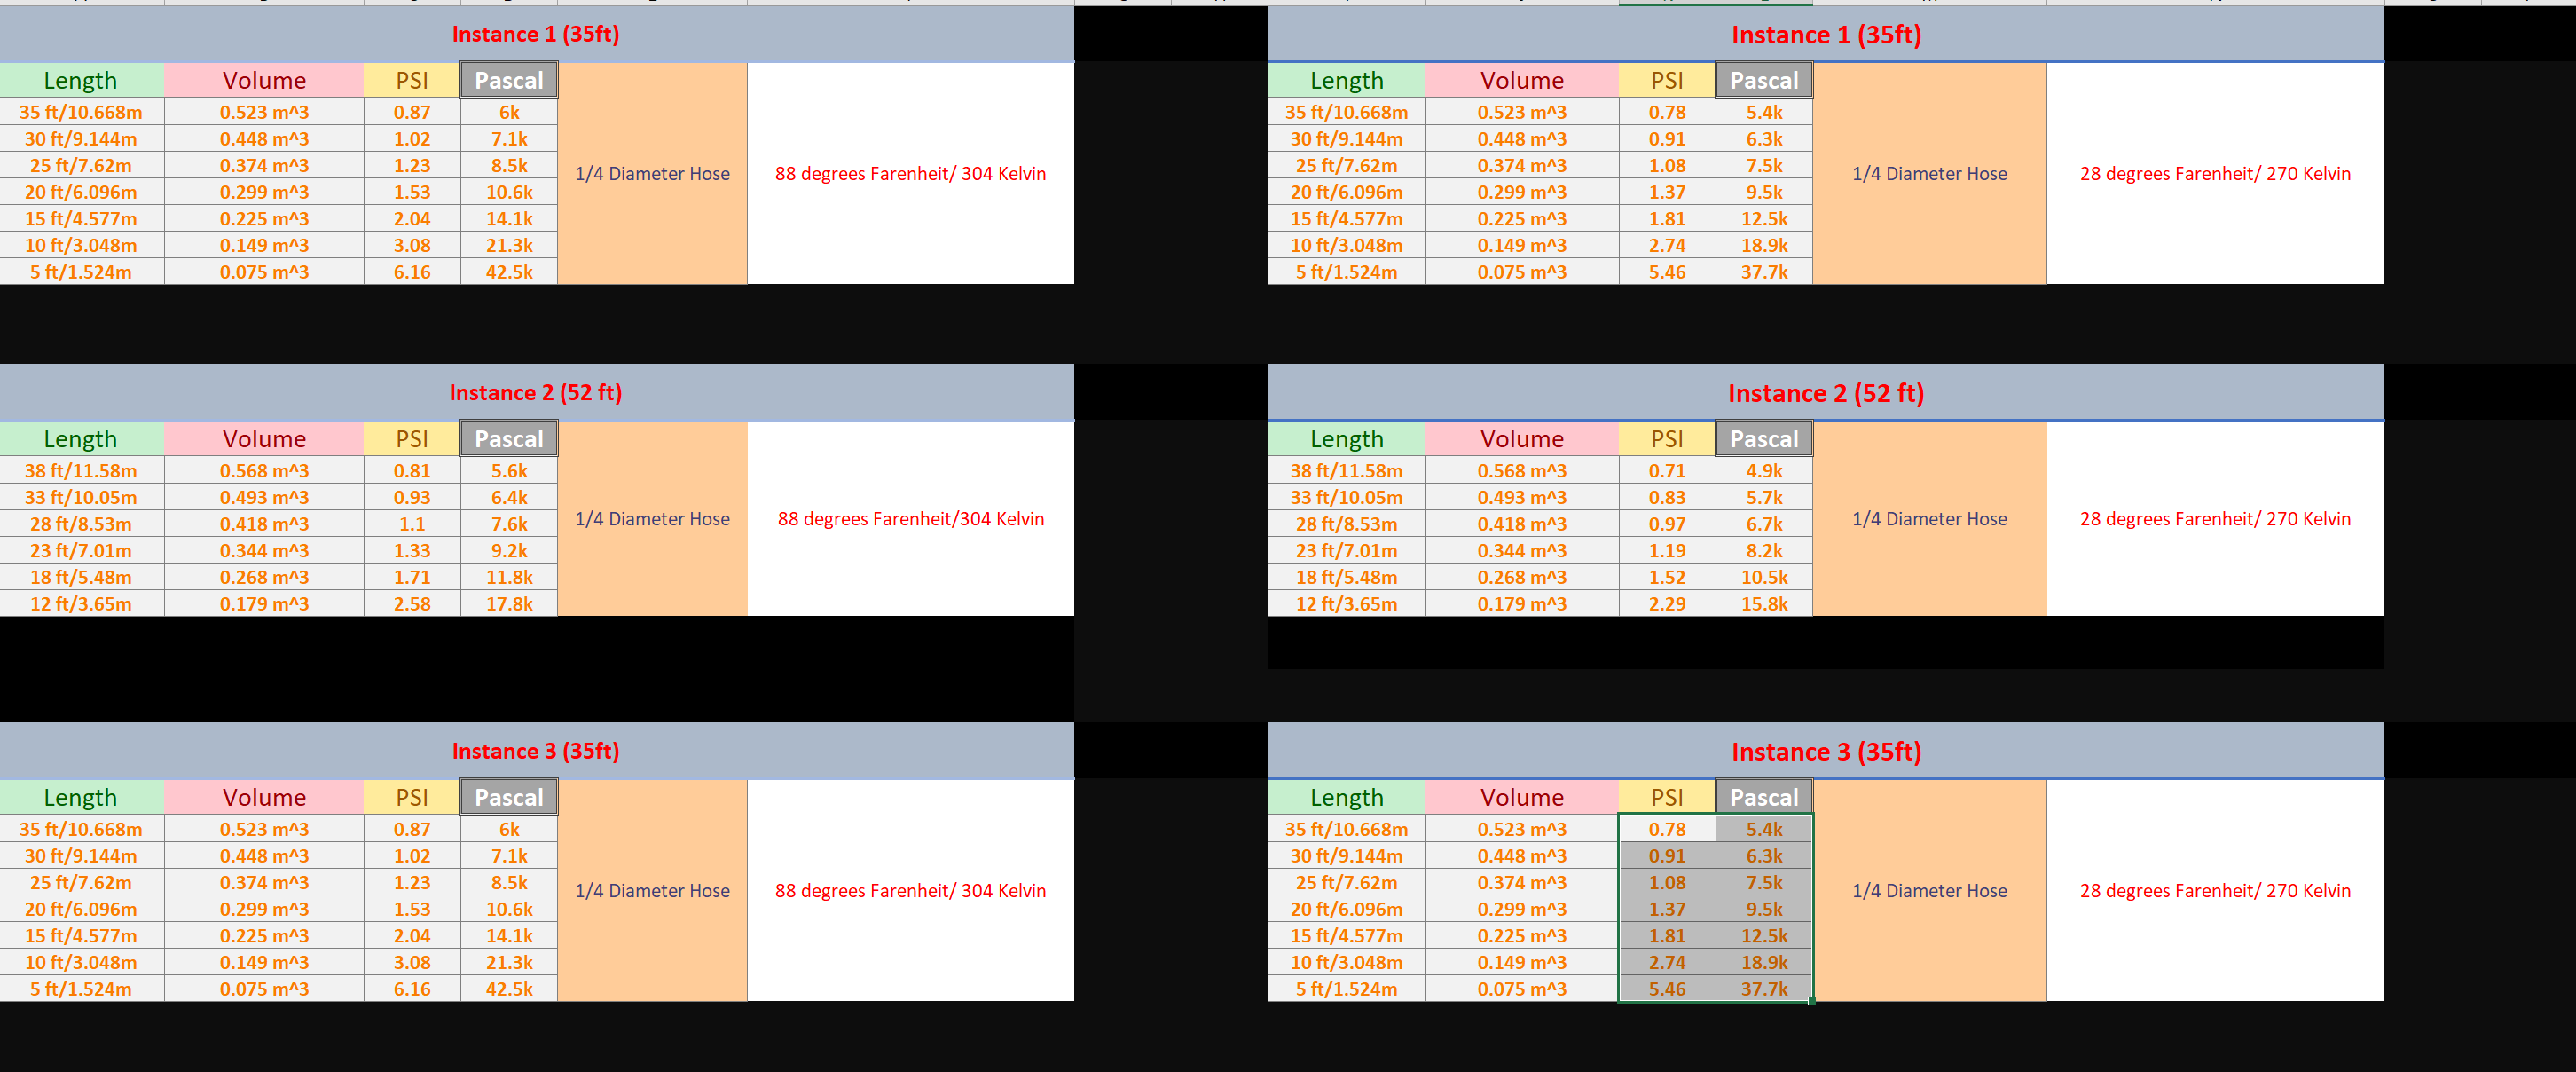 Instance 1 (35ft)
Length Volume PSI Pascal
35 ft/10.668m 0.523 m^3 0.87 6k
30 ft/9.144m 0.448 m^3 1.02 7.1k
25 ft/7.62m 0.374 m^3 1.23 8.5k
1/4 Diameter Hose 88 degrees Farenheit/ 304 Kelvin
20 ft/6.096m 0.299 m^3 1.53 10.6k
15 ft/4.577m 0.225 m^3 2.04 14.1k
10 ft/3.048m 0.149 m^3 3.08 21.3k
5 ft/1.524m 0.075 m^3 6.16 42.5k
Instance 1 (35ft)
Length Volume PSI Pascal
35 ft/10.668m 0.523 m^3 0.78 5.4k
30 ft/9.144m 0.448 m^3 0.91 6.3k
25 ft/7.62m 0.374 m^3 1.08 7.5k
1/4 Diameter Hose 28 degrees Farenheit/ 270 Kelvin
20 ft/6.096m 0.299 m^3 1.37 9.5k
15 ft/4.577m 0.225 m^3 1.81 12.5k
10 ft/3.048m 0.149 m^3 2.74 18.9k
5 ft/1.524m 0.075 m^3 5.46 37.7k
Instance 2 (52 ft)
Length Volume PSI Pascal
38 ft/11.58m 0.568 m^3 0.81 5.6k
33 ft/10.05m 0.493 m^3 0.93 6.4k
28 ft/8.53m 0.418 m^3 1.1 7.6k
1/4 Diameter Hose 88 degrees Farenheit/304 Kelvin
23 ft/7.01m 0.344 m^3 1.33 9.2k
18 ft/5.48m 0.268 m^3 1.71 11.8k
12 ft/3.65m 0.179 m^3 2.58 17.8k
Instance 2 (52 ft)
Length Volume PSI Pascal
38 ft/11.58m 0.568 m^3 0.71 4.9k
33 ft/10.05m 0.493 m^3 0.83 5.7k
28 ft/8.53m 0.418 m^3 0.97 6.7k
1/4 Diameter Hose 28 degrees Farenheit/ 270 Kelvin
23 ft/7.01m 0.344 m^3 1.19 8.2k
18 ft/5.48m 0.268 m^3 1.52 10.5k
12 ft/3.65m 0.179 m^3 2.29 15.8k
Instance 3 (35ft)
Length Volume PSI Pascal
35 ft/10.668m 0.523 m^3 0.87 6k
30 ft/9.144m 0.448 m^3 1.02 7.1k
25 ft/7.62m 0.374 m^3 1.23 8.5k
1/4 Diameter Hose 88 degrees Farenheit/ 304 Kelvin
20 ft/6.096m 0.299 m^3 1.53 10.6k
15 ft/4.577m 0.225 m^3 2.04 14.1k
10 ft/3.048m 0.149 m^3 3.08 21.3k
5 ft/1.524m 0.075 m^3 6.16 42.5k
Instance 3 (35ft)
Length Volume PSI Pascal
35 ft/10.668m 0.523 m^3 0.78 5.4k
30 ft/9.144m 0.448 m^3 0.91 6.3k
25 ft/7.62m 0.374 m^3 1.08 7.5k
1/4 Diameter Hose 28 degrees Farenheit/ 270 Kelvin
20 ft/6.096m 0.299 m^3 1.37 9.5k
15 ft/4.577m 0.225 m^3 1.81 12.5k
10 ft/3.048m 0.149 m^3 2.74 18.9k
5 ft/1.524m 0.075 m^3 5.46 37.7k